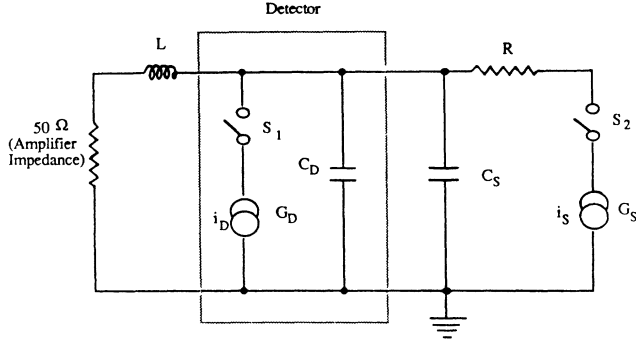 Detector
L
R
50 Ω
(Amplifier
Impedance)
S1
S2
CD
CS
iD
GD
iS
GS